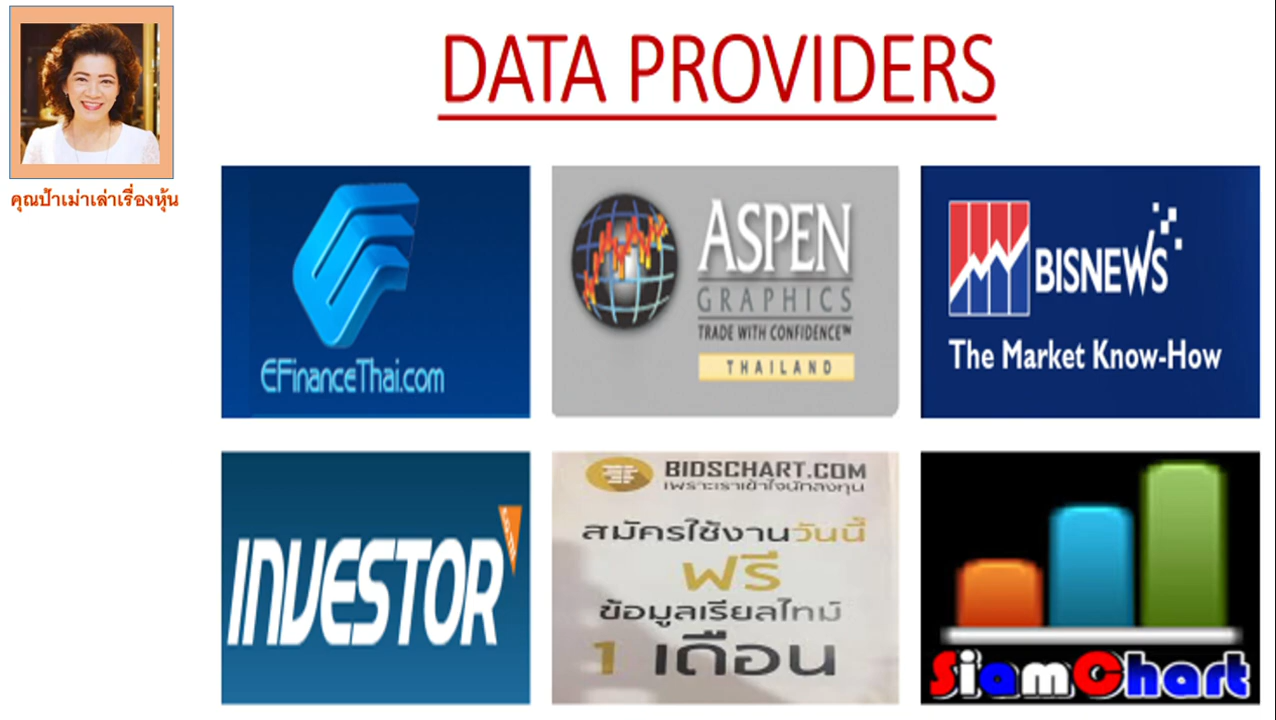 DATA PROVIDERS
คุณป้าเม่าเล่าเรื่องหุ้น
EFinanceThai.com
ASPEN
GRAPHICS
TRADE WITH CONFIDENCE™
THAILAND
BISNEWS
The Market Know-How
INVESTOR
BIDSCHART.COM
เพราะเราเข้าใจนักลงทุน
สมัครใช้งานวันนี้
ฟรี
ข้อมูลเรียลไทม์
1 เดือน
SiamChart